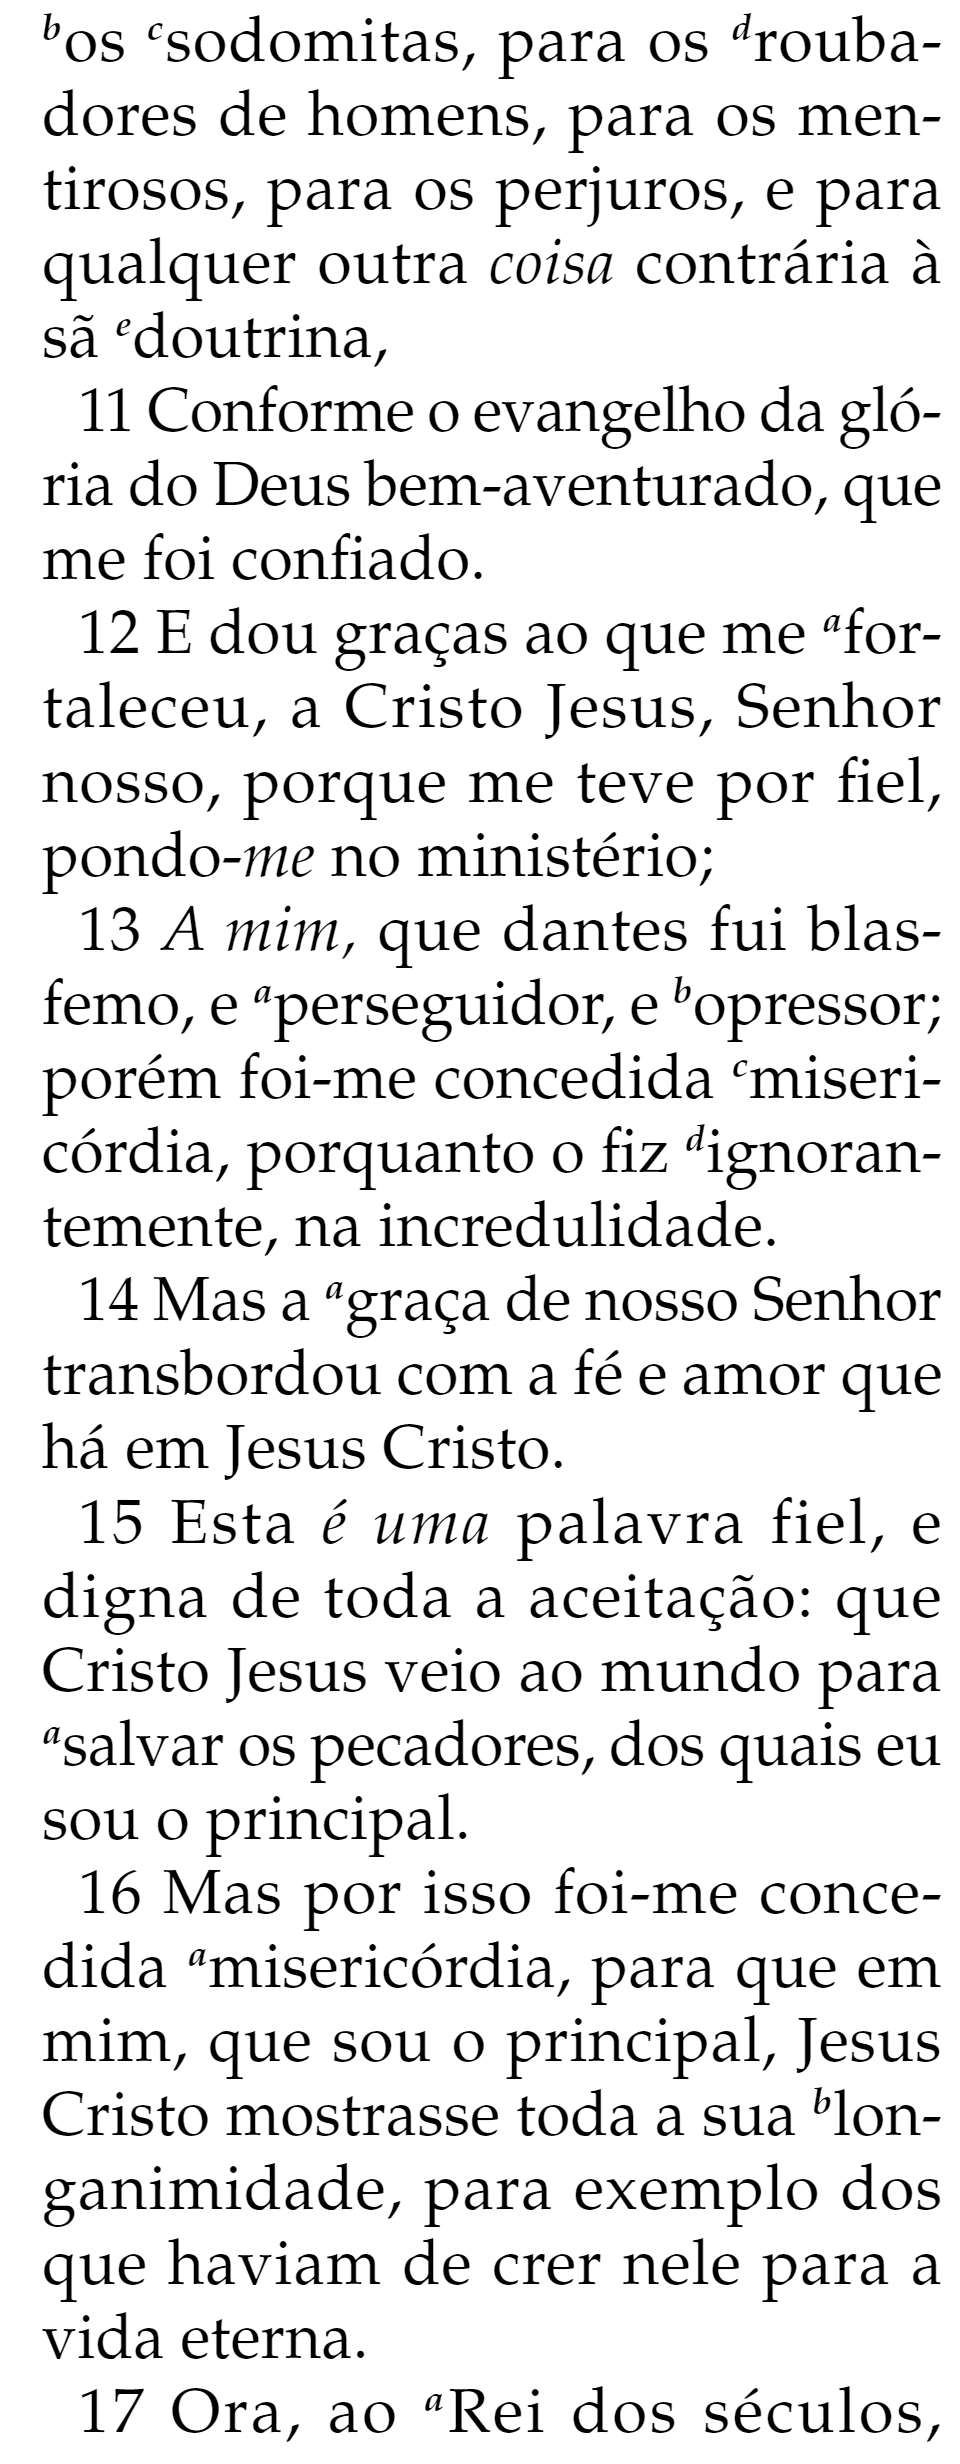 bos csodomitas, para os drouba-
dores de homens, para os men-
tirosos, para os perjuros, e para
qualquer outra coisa contrária à
sã edoutrina,
11 Conforme o evangelho da gló-
ria do Deus bem-aventurado, que
me foi confiado.
12 E dou graças ao que me afor-
taleceu, a Cristo Jesus, Senhor
nosso, porque me teve por fiel,
pondo-me no ministério;
13 A mim, que dantes fui blas-
femo, e aperseguidor, e bopressor;
porém foi-me concedida cmiseri-
córdia, porquanto o fiz dignoran-
temente, na incredulidade.
14 Mas a agraça de nosso Senhor
transbordou com a fé e amor que
há em Jesus Cristo.
15 Esta é uma palavra fiel, e
digna de toda a aceitação: que
Cristo Jesus veio ao mundo para
asalvar os pecadores, dos quais eu
sou o principal.
16 Mas por isso foi-me conce-
dida amisericórdia, para que em
mim, que sou o principal, Jesus
Cristo mostrasse toda a sua blon-
ganimidade, para exemplo dos
que haviam de crer nele para a
vida eterna.
17 Ora, ao aRei dos séculos,